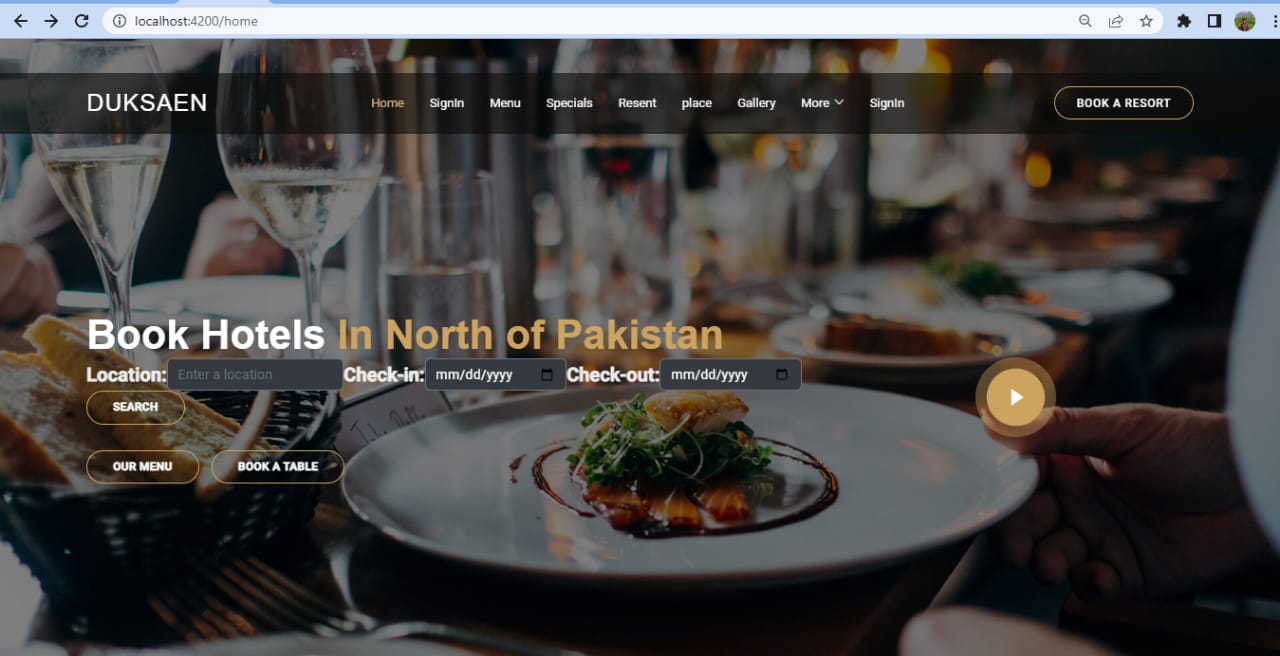 localhost:4200/home
DUKSAEN
Home SignIn Menu Specials Resent place Gallery More SignIn
BOOK A RESORT
Book Hotels In North of Pakistan
Location: Enter a location Check-in: mm/dd/yyyy Check-out: mm/dd/yyyy
SEARCH
OUR MENU BOOK A TABLE